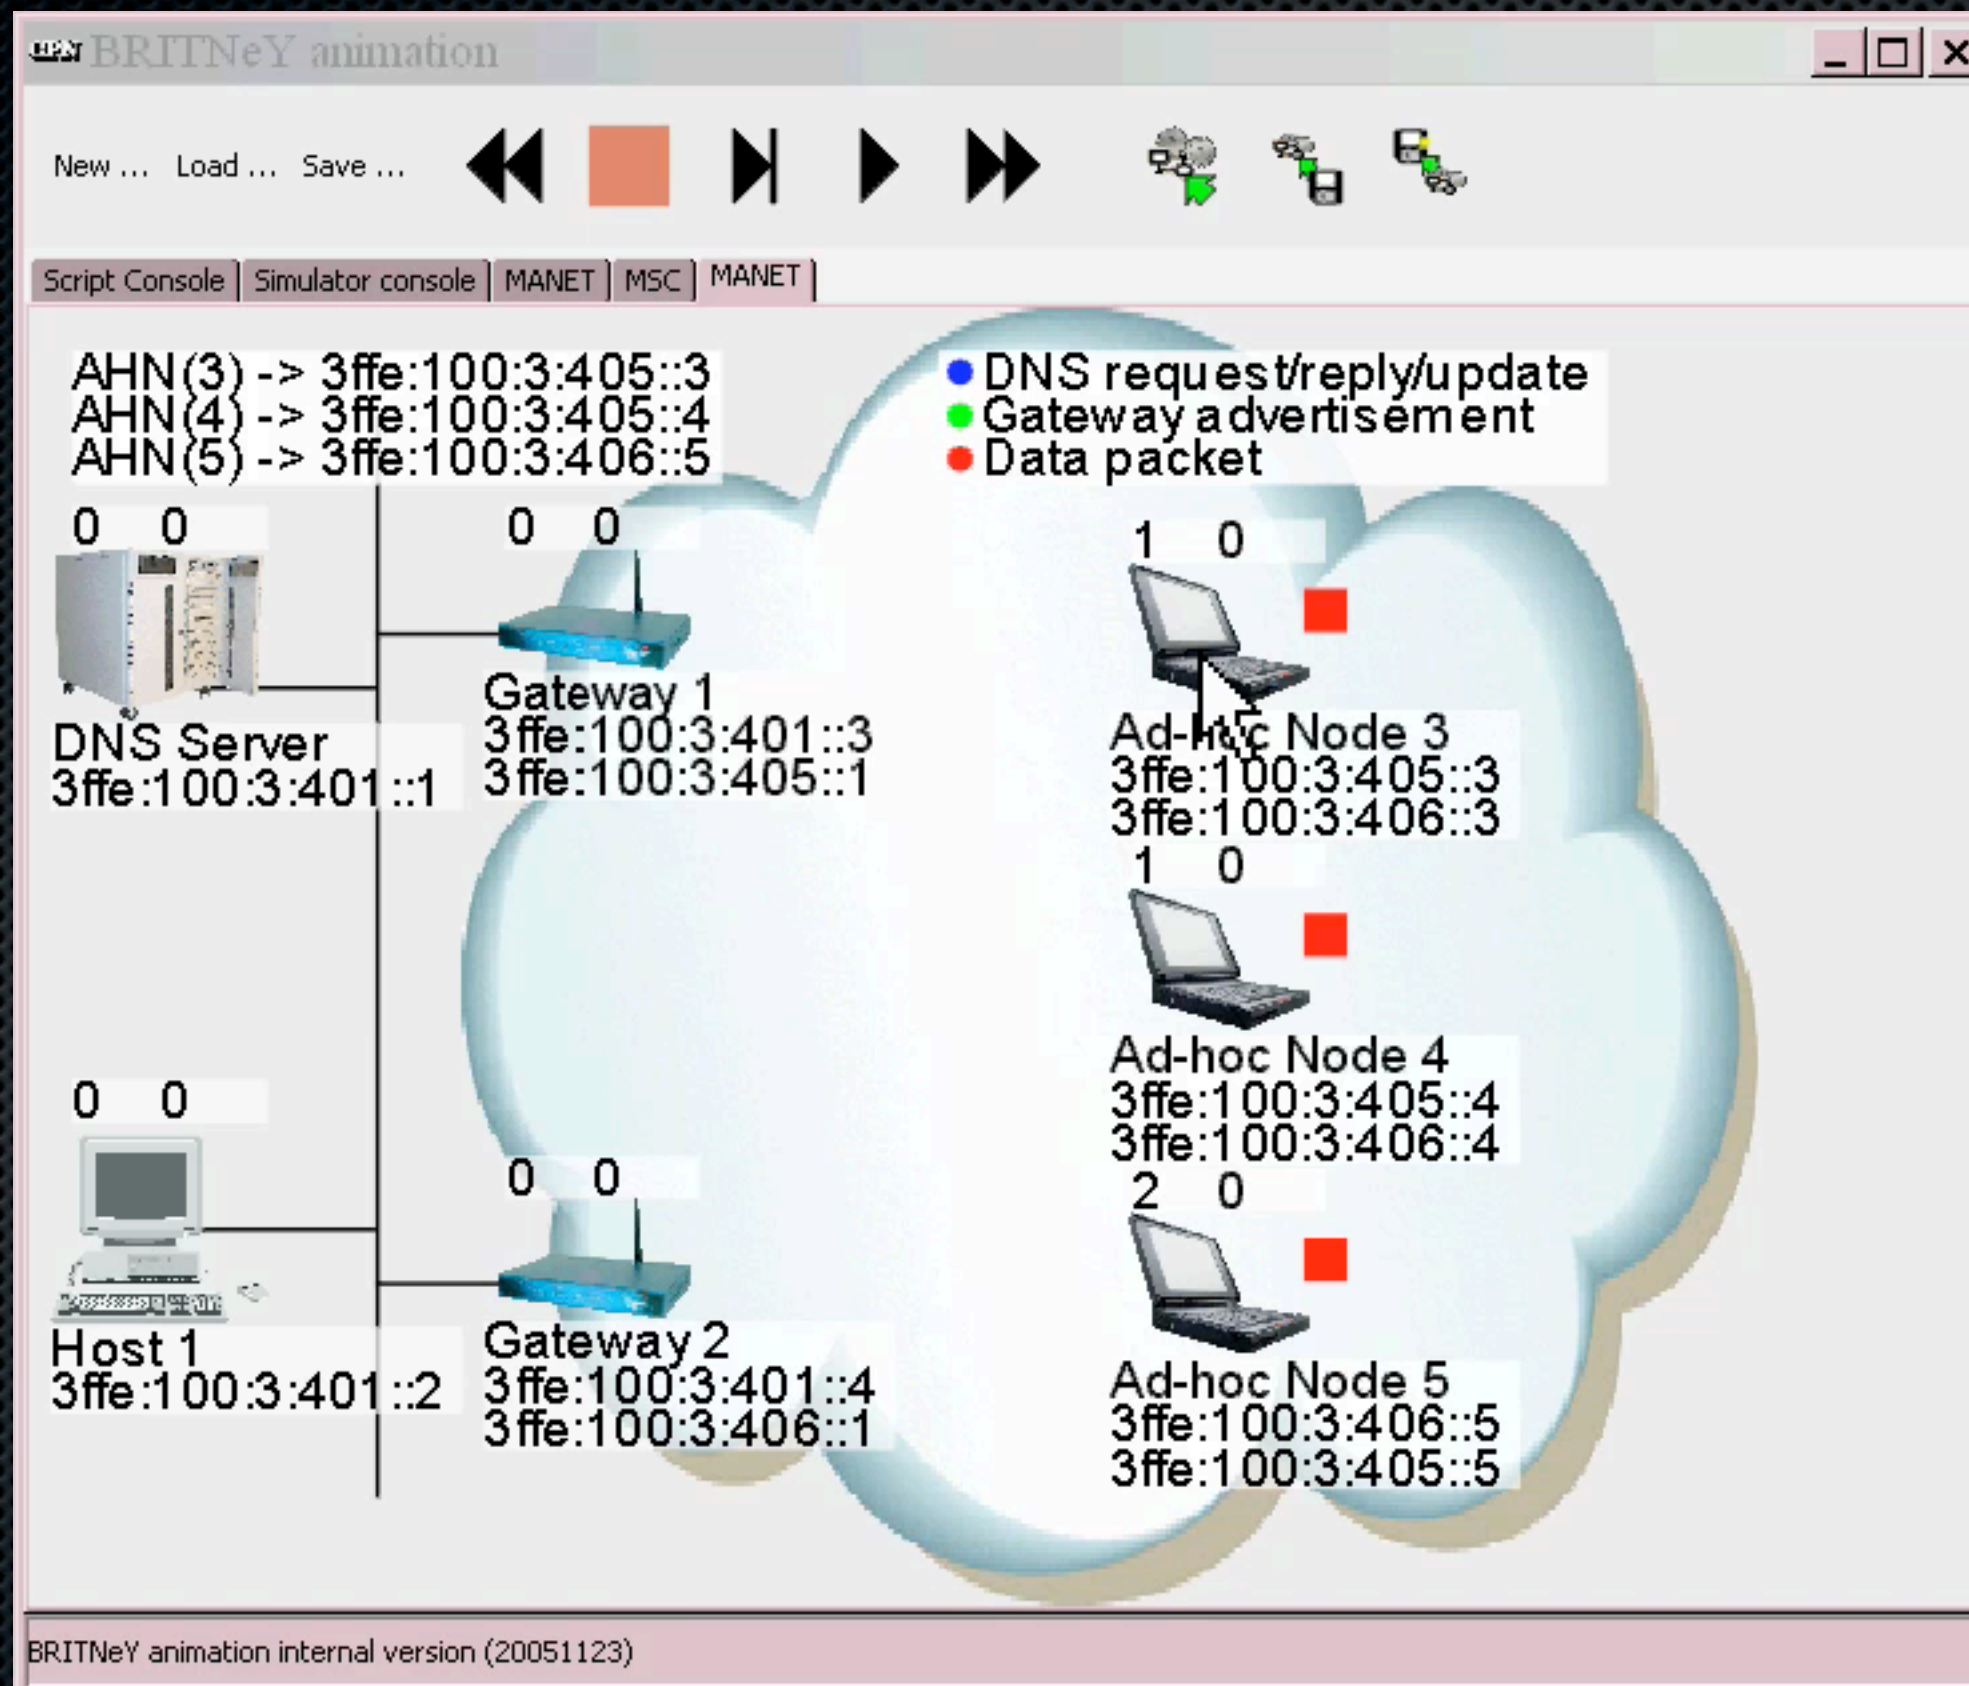 CPN BRITNeY animation
New ... Load ... Save ...
Script Console Simulator console MANET MSC MANET
AHN(3) -> 3ffe:100:3:405::3
AHN(4) -> 3ffe:100:3:405::4
AHN(5) -> 3ffe:100:3:406::5
DNS request/reply/update
Gateway advertisement
Data packet
0 0
DNS Server
3ffe:100:3:401::1
0 0
Gateway 1
3ffe:100:3:401::3
3ffe:100:3:405::1
1 0
Ad-hoc Node 3
3ffe:100:3:405::3
3ffe:100:3:406::3
1 0
Ad-hoc Node 4
3ffe:100:3:405::4
3ffe:100:3:406::4
0 0
Host 1
3ffe:100:3:401::2
0 0
Gateway 2
3ffe:100:3:401::4
3ffe:100:3:406::1
2 0
Ad-hoc Node 5
3ffe:100:3:406::5
3ffe:100:3:405::5
BRITNeY animation internal version (20051123)